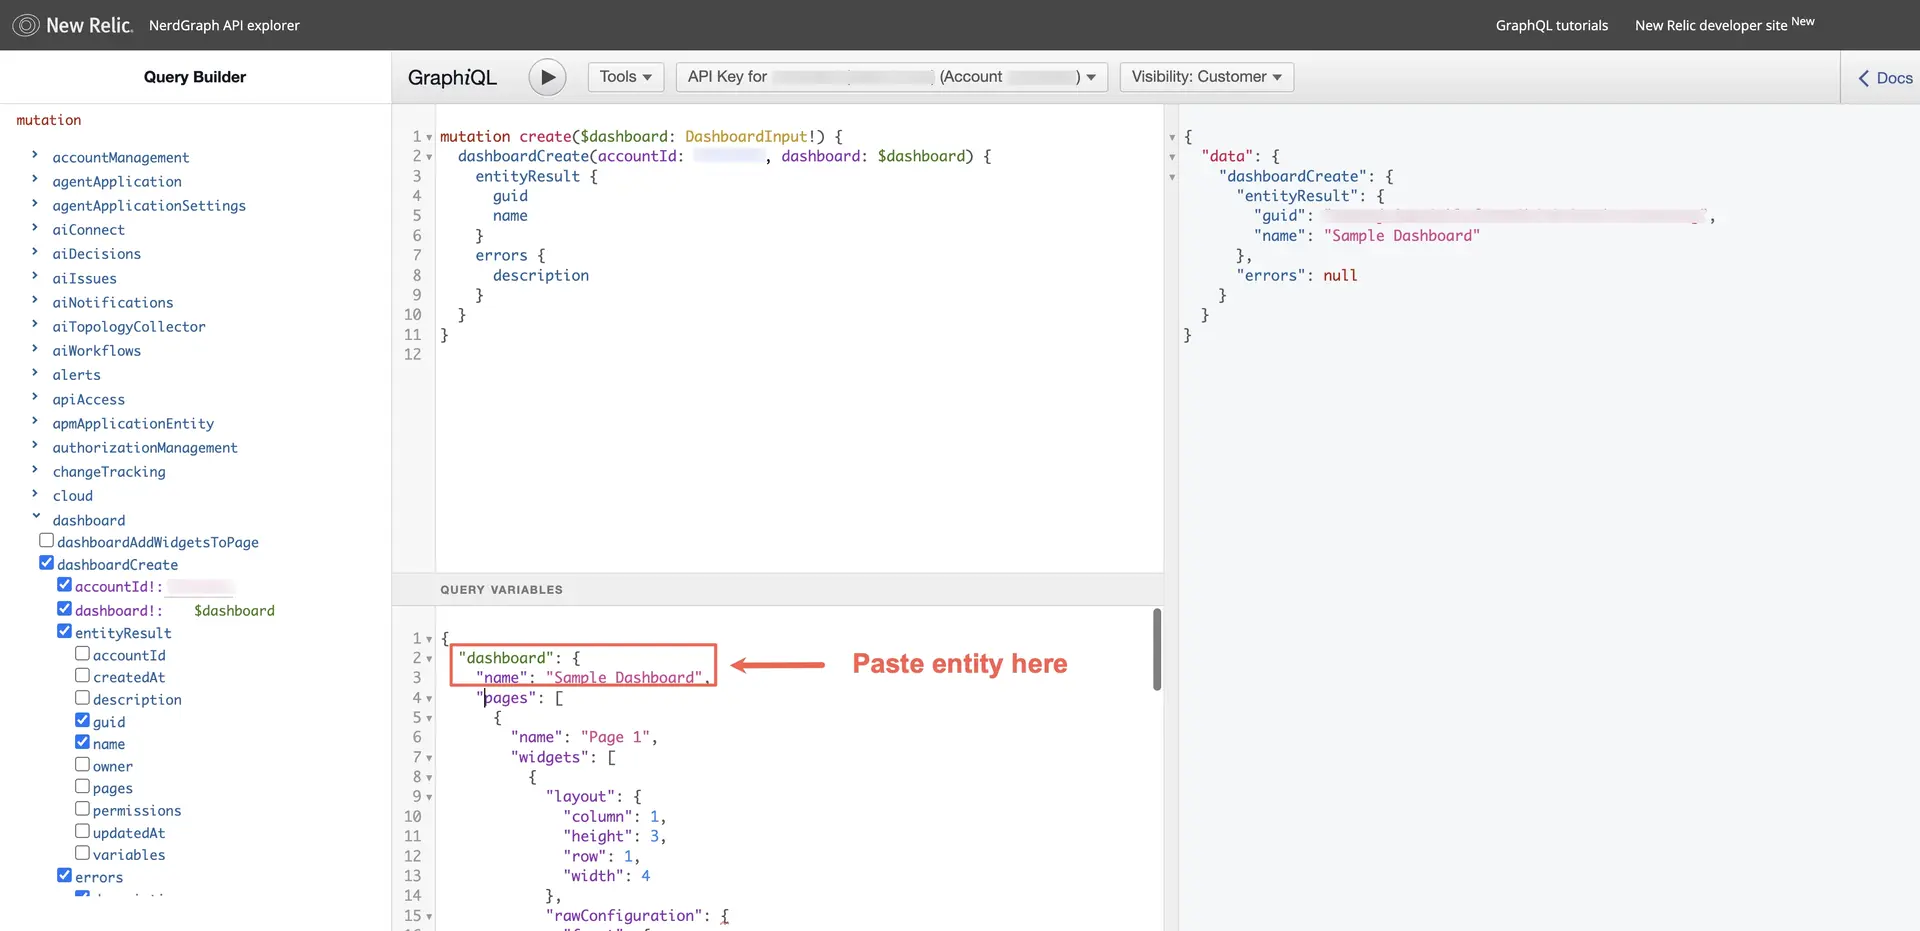 New Relic. NerdGraph API explorer GraphQL tutorials New Relic developer site New
Query Builder
GraphiQL Tools API Key for (Account ) Visibility: Customer Docs
mutation
accountManagement
agentApplication
agentApplicationSettings
aiConnect
aiDecisions
aiIssues
aiNotifications
aiTopologyCollector
aiWorkflows
alerts
apiAccess
apmApplicationEntity
authorizationManagement
changeTracking
cloud
dashboard
dashboardAddWidgetsToPage
dashboardCreate
accountId!:
dashboard!: $dashboard
entityResult
accountId
createdAt
description
guid
name
owner
pages
permissions
updatedAt
variables
errors
1 mutation create($dashboard: DashboardInput!) {
2 dashboardCreate(accountId: , dashboard: $dashboard) {
3 entityResult {
4 guid
5 name
6 }
7 errors {
8 description
9 }
10 }
11 }
12
QUERY VARIABLES
1 {
2 "dashboard": {
3 "name": "Sample Dashboard",
4 "pages": [
5 {
6 "name": "Page 1",
7 "widgets": [
8 {
9 "layout": {
10 "column": 1,
11 "height": 3,
12 "row": 1,
13 "width": 4
14 },
15 "rawConfiguration": {
Paste entity here
{
"data": {
"dashboardCreate": {
"entityResult": {
"guid": ",
"name": "Sample Dashboard"
},
"errors": null
}
}
}